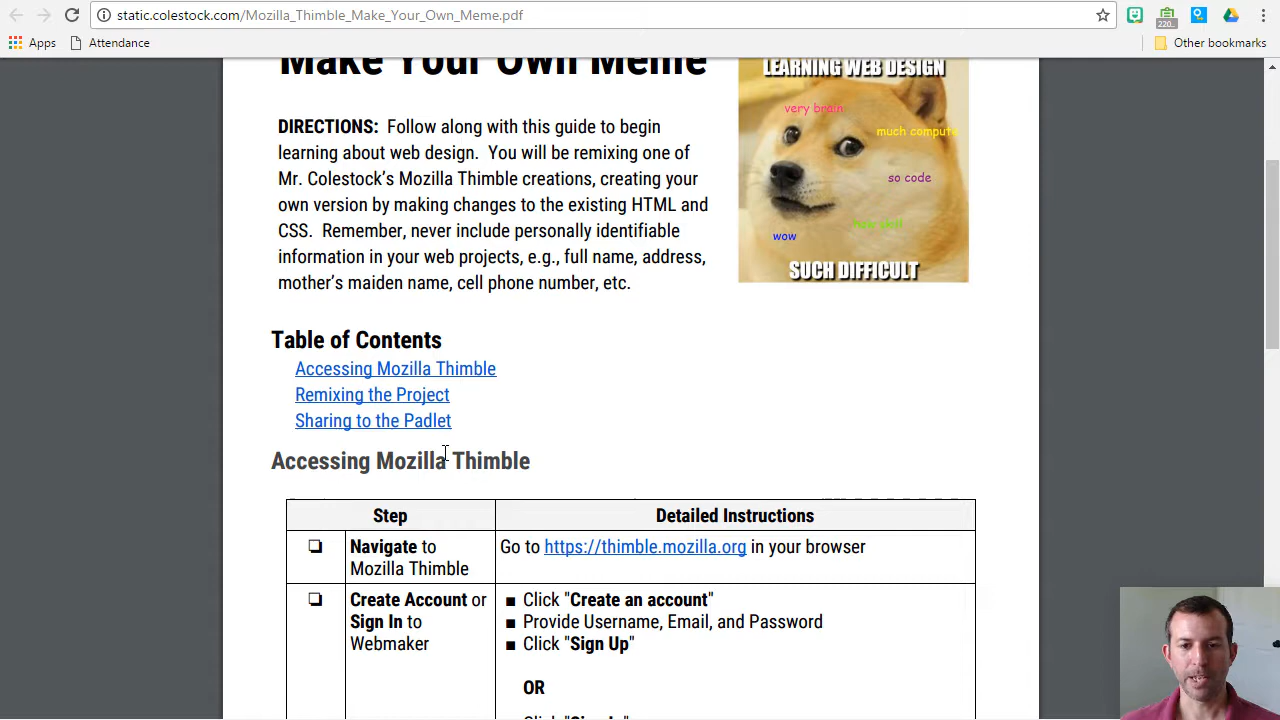 static.colestock.com/Mozilla_Thimble_Make_Your_Own_Meme.pdf
220..
Apps
Attendance
Other bookmarks
Make Your Own Meme
LEARNING WEB DESIGN
very brain
much compute
so code
wow
SUCH DIFFICULT
DIRECTIONS: Follow along with this guide to begin
learning about web design. You will be remixing one of
Mr. Colestock’s Mozilla Thimble creations, creating your
own version by making changes to the existing HTML and
CSS. Remember, never include personally identifiable
information in your web projects, e.g., full name, address,
mother’s maiden name, cell phone number, etc.
Table of Contents
Accessing Mozilla Thimble
Remixing the Project
Sharing to the Padlet
Accessing Mozilla Thimble
Step
Detailed Instructions
Navigate to
Mozilla Thimble
Go to https://thimble.mozilla.org in your browser
Create Account or
Sign In to
Webmaker
■ Click "Create an account"
■ Provide Username, Email, and Password
■ Click "Sign Up"
OR